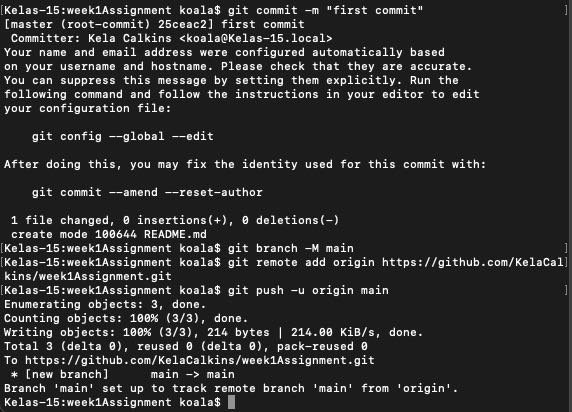 [Kelas-15:week1Assignment koala$ git commit -m "first commit" ]
[master (root-commit) 25ceac2] first commit
 Committer: Kela Calkins <koala@Kelas-15.local>
Your name and email address were configured automatically based
on your username and hostname. Please check that they are accurate.
You can suppress this message by setting them explicitly. Run the
following command and follow the instructions in your editor to edit
your configuration file:
    git config --global --edit
After doing this, you may fix the identity used for this commit with:
    git commit --amend --reset-author
 1 file changed, 0 insertions(+), 0 deletions(-)
 create mode 100644 README.md
[Kelas-15:week1Assignment koala$ git branch -M main ]
[Kelas-15:week1Assignment koala$ git remote add origin https://github.com/KelaCal]
kins/week1Assignment.git
[Kelas-15:week1Assignment koala$ git push -u origin main ]
Enumerating objects: 3, done.
Counting objects: 100% (3/3), done.
Writing objects: 100% (3/3), 214 bytes | 214.00 KiB/s, done.
Total 3 (delta 0), reused 0 (delta 0), pack-reused 0
To https://github.com/KelaCalkins/week1Assignment.git
 * [new branch]      main -> main
Branch 'main' set up to track remote branch 'main' from 'origin'.
Kelas-15:week1Assignment koala$